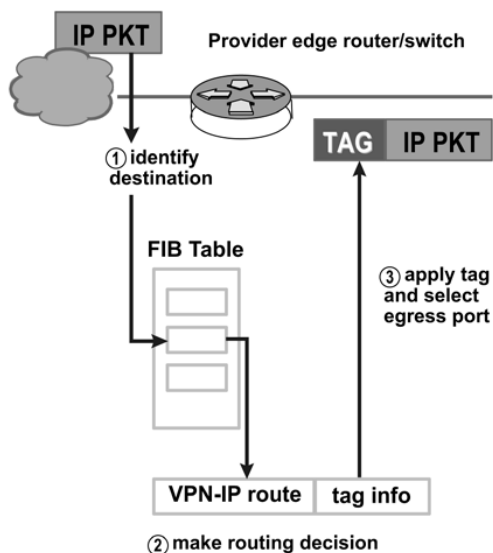 IP PKT
Provider edge router/switch
TAG IP PKT
① identify
destination
FIB Table
③ apply tag
and select
egress port
VPN-IP route tag info
② make routing decision